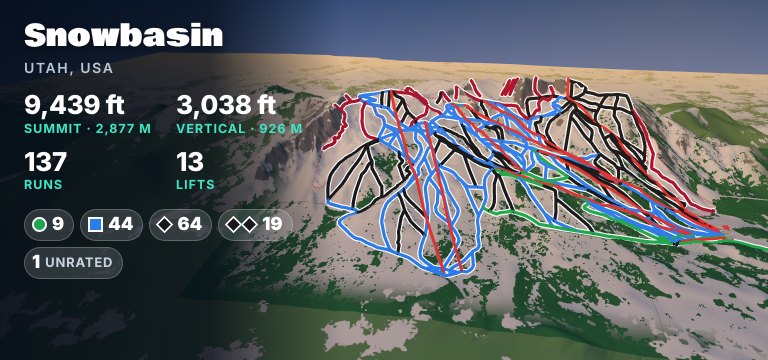 Snowbasin
UTAH, USA
9,439 ft 3,038 ft
SUMMIT · 2,877 M VERTICAL · 926 M
137 13
RUNS LIFTS
9 44 64 19
1 UNRATED